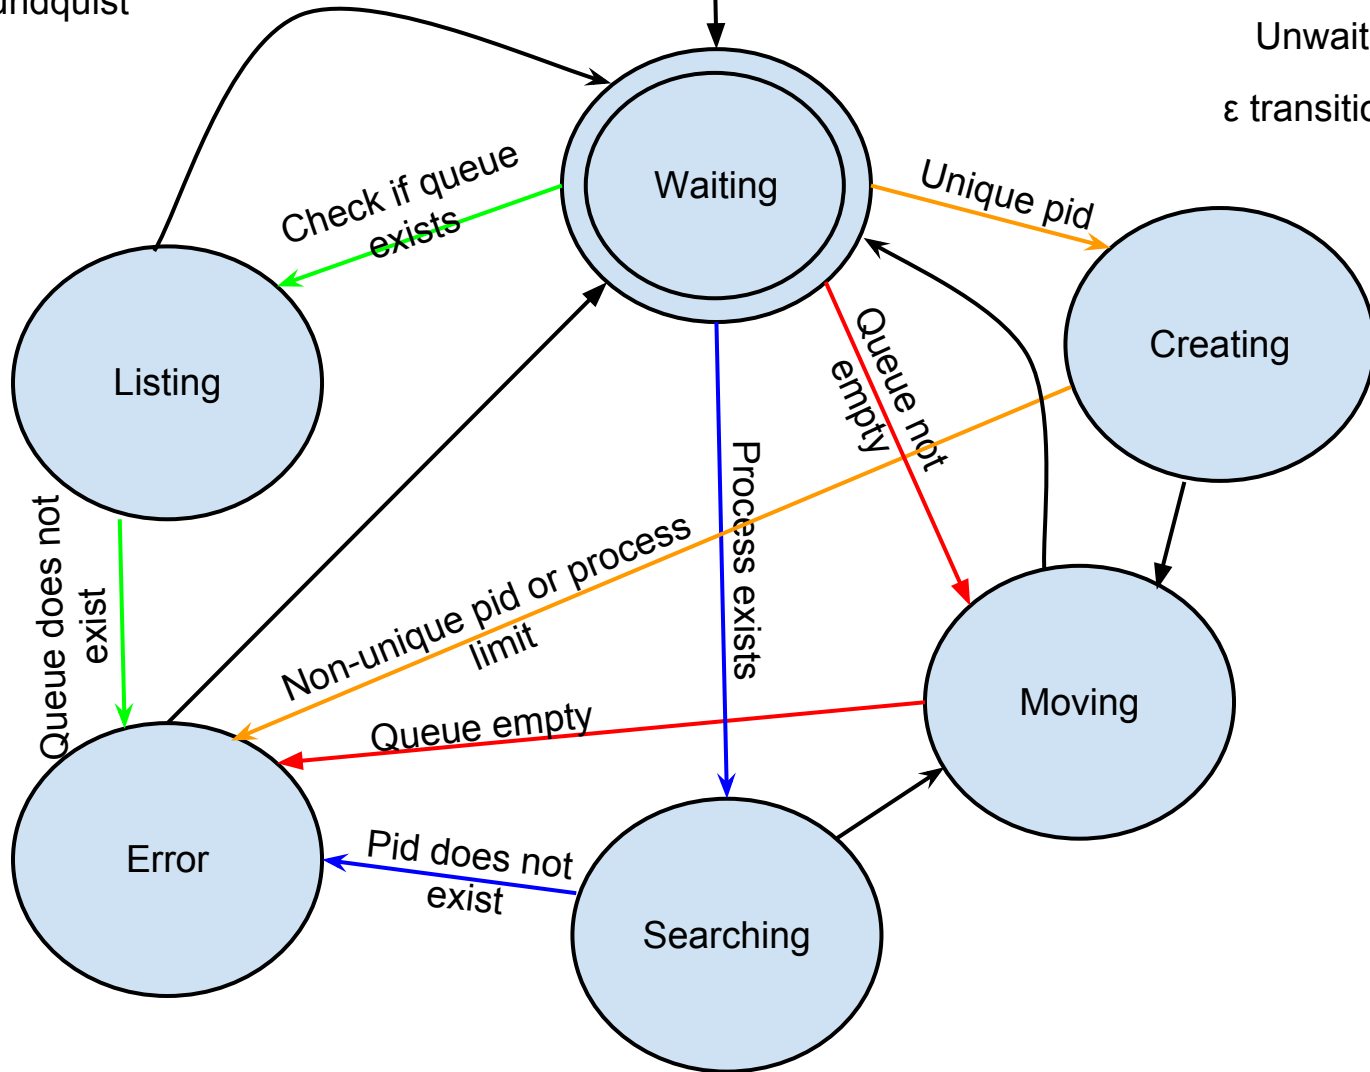 Unwait
ε transitio
Waiting
Check if queue
exists
Unique pid
Creating
Listing
Queue not
empty
Process exists
Queue does not
exist
Non-unique pid or process
limit
Moving
Queue empty
Error
Pid does not
exist
Searching